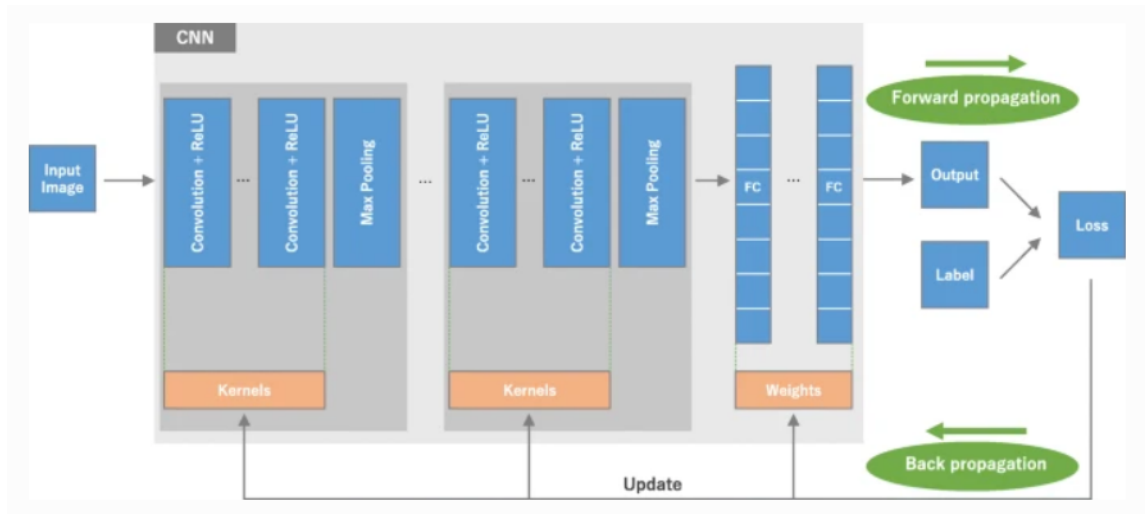 CNN
Input
Image
Convolution + ReLU
...
Convolution + ReLU
Max Pooling
...
Convolution + ReLU
...
Convolution + ReLU
Max Pooling
FC
...
FC
Forward propagation
Output
Label
Loss
Kernels
Kernels
Weights
Back propagation
Update